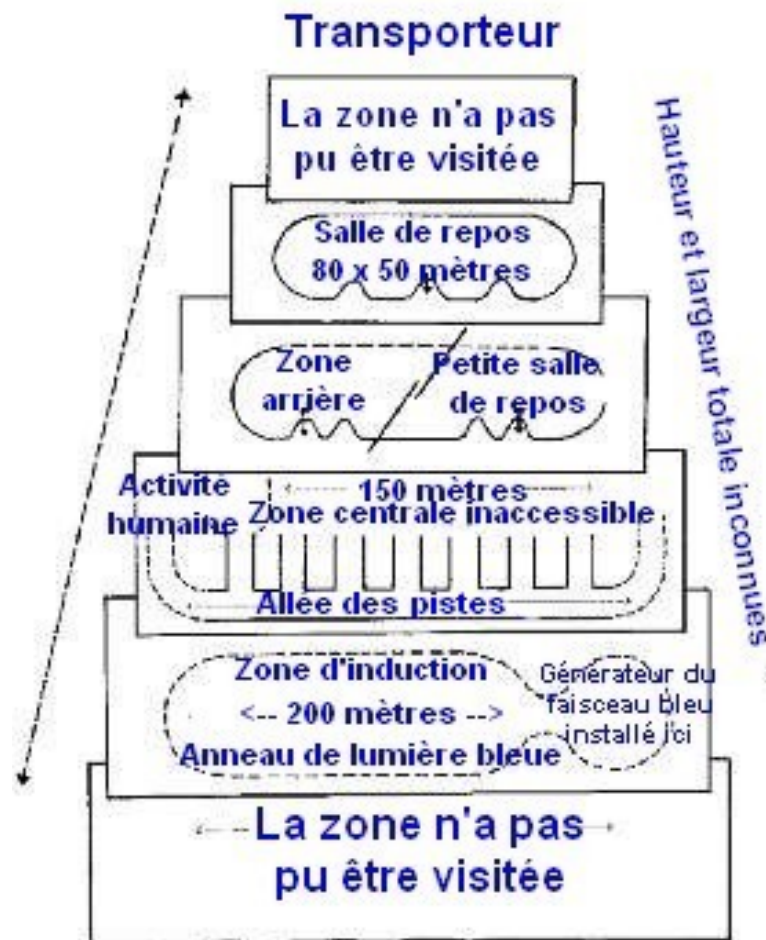 Transporteur
La zone n'a pas
pu être visitée
Hauteur et largeur totale inconnues
Salle de repos
80 x 50 mètres
Zone
arrière
Petite salle
de repos
Activité
humaine
150 mètres
Zone centrale inaccessible
Allée des pistes
Zone d'induction
<-- 200 mètres -->
Anneau de lumière bleue
Générateur du
faisceau bleu
installé ici
La zone n'a pas
pu être visitée